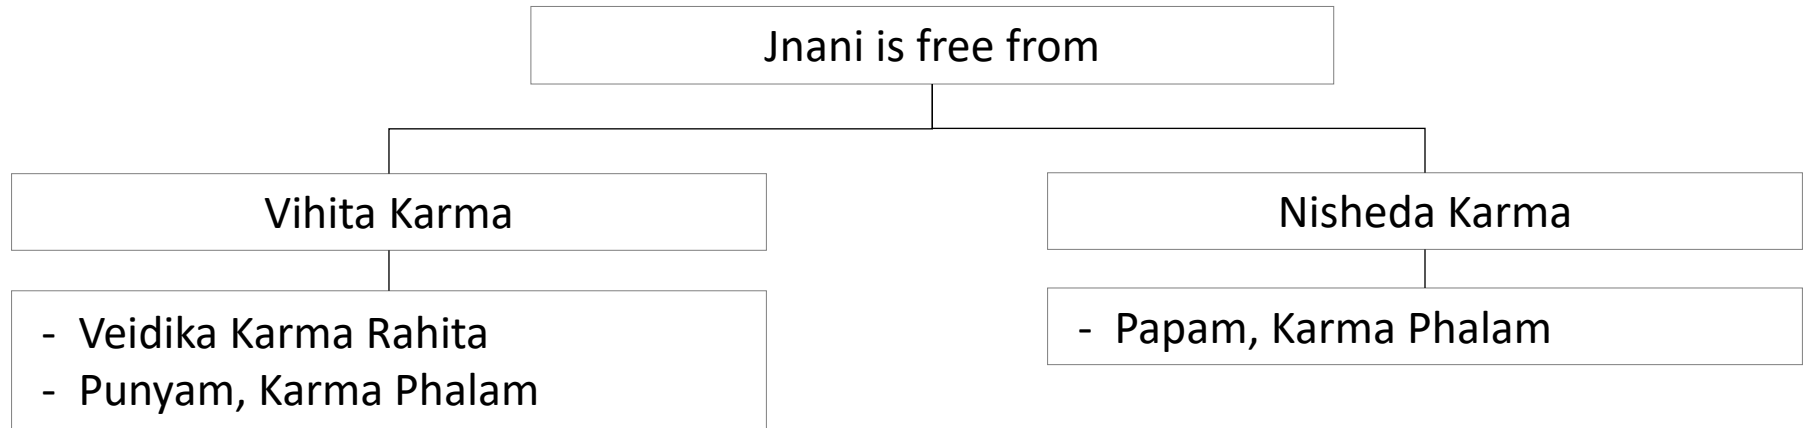 Jnani is free from
Vihita Karma
Nisheda Karma
- Veidika Karma Rahita
- Punyam, Karma Phalam
- Papam, Karma Phalam